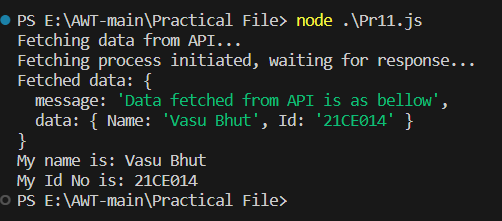 PS E:\AWT-main\Practical File> node .\Pr11.js
Fetching data from API...
Fetching process initiated, waiting for response...
Fetched data: {
  message: 'Data fetched from API is as bellow',
  data: { Name: 'Vasu Bhut', Id: '21CE014' }
}
My name is: Vasu Bhut
My Id No is: 21CE014
PS E:\AWT-main\Practical File>